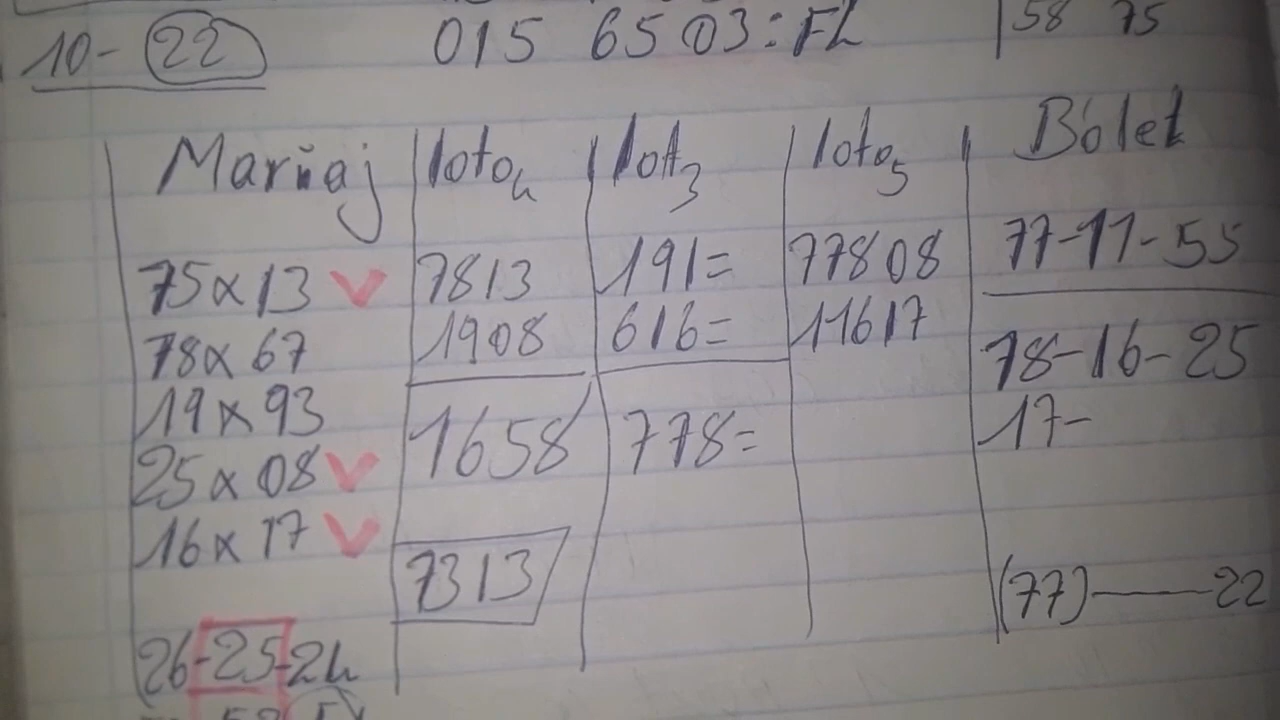 10- 22 015 65 03:FL 58 75
Mariaj loto4 lot3 loto5 Bòlet
75x13 7813 191= 77808 77-11-55
78x67 1908 616= 11617 78-16-25
19x93
25x08 1658 778= 17-
16x17
7313 (77)——22
26-25-24